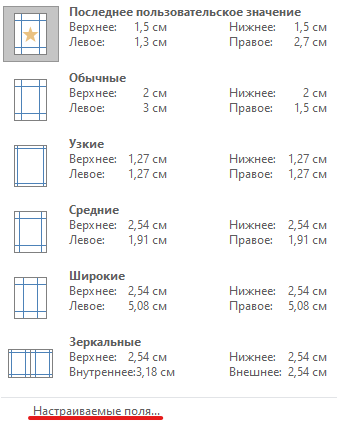 Последнее пользовательское значение
Верхнее: 1,5 см Нижнее: 1,5 см
Левое: 1,3 см Правое: 2,7 см
Обычные
Верхнее: 2 см Нижнее: 2 см
Левое: 3 см Правое: 1,5 см
Узкие
Верхнее: 1,27 см Нижнее: 1,27 см
Левое: 1,27 см Правое: 1,27 см
Средние
Верхнее: 2,54 см Нижнее: 2,54 см
Левое: 1,91 см Правое: 1,91 см
Широкие
Верхнее: 2,54 см Нижнее: 2,54 см
Левое: 5,08 см Правое: 5,08 см
Зеркальные
Верхнее: 2,54 см Нижнее: 2,54 см
Внутреннее:3,18 см Внешнее: 2,54 см
Настраиваемые поля...